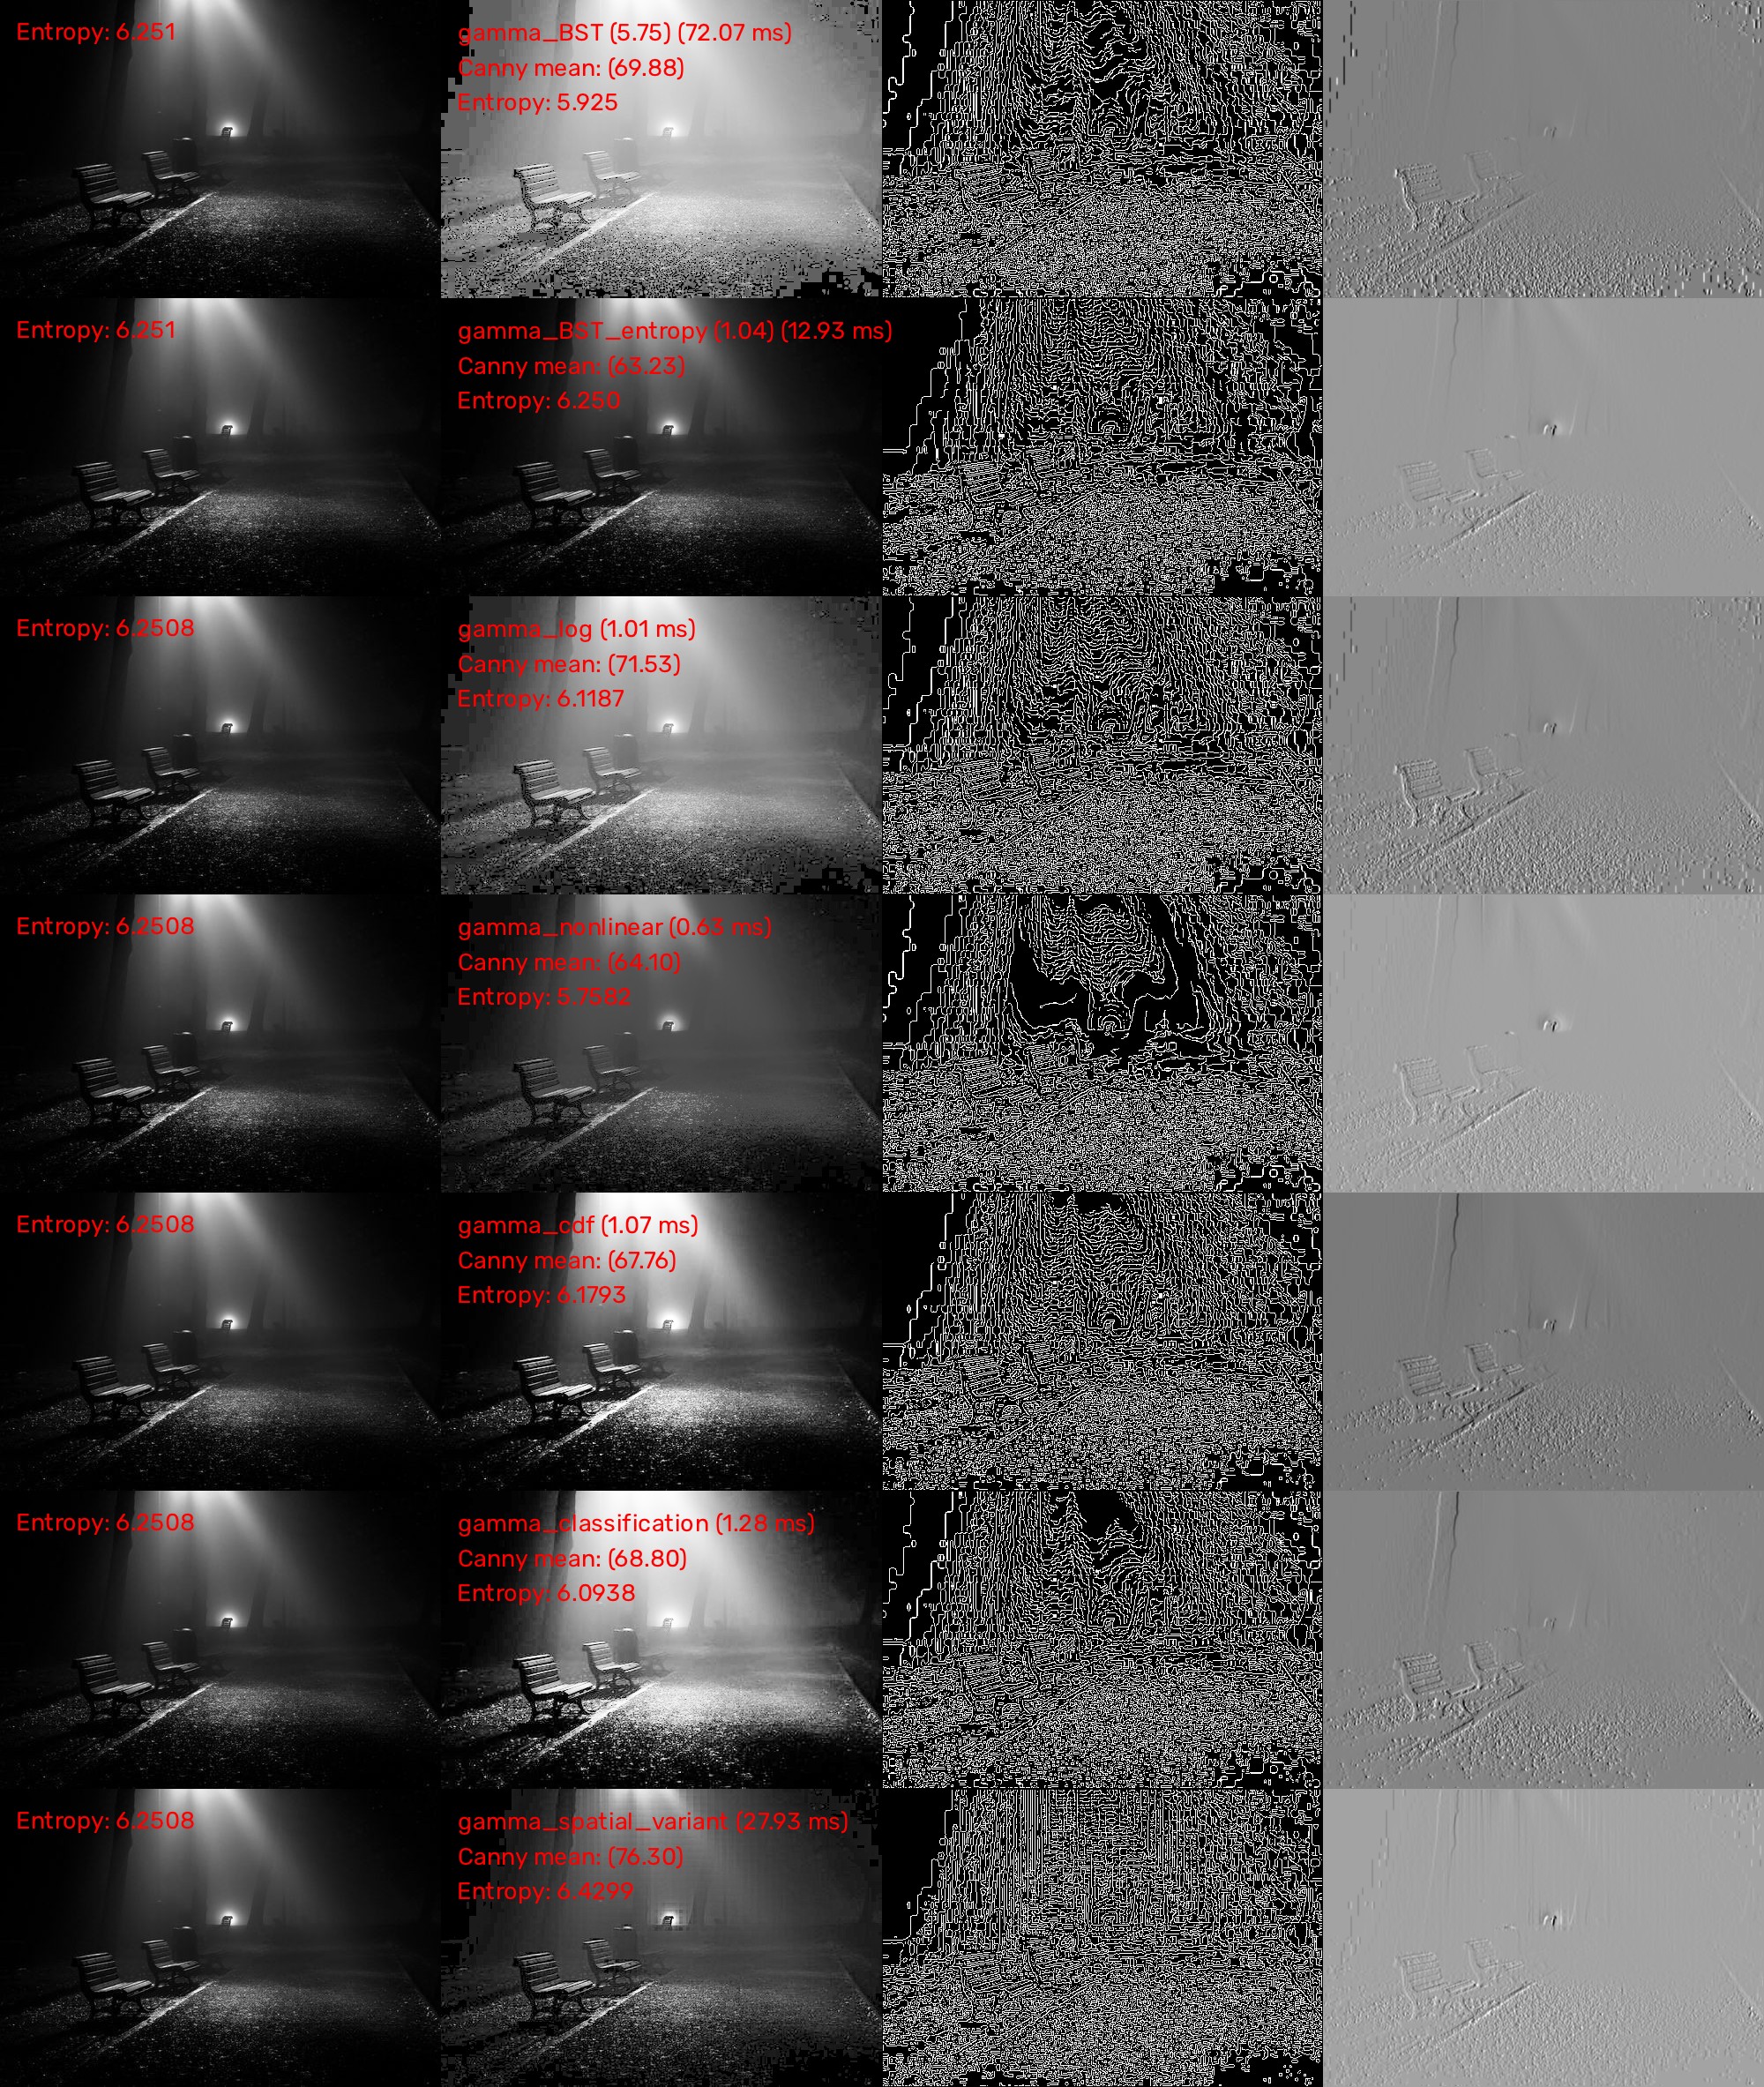 Entropy: 6.251
gamma_BST (5.75) (72.07 ms)
Canny mean: (69.88)
Entropy: 5.925
Entropy: 6.251
gamma_BST_entropy (1.04) (12.93 ms)
Canny mean: (63.23)
Entropy: 6.250
Entropy: 6.2508
gamma_log (1.01 ms)
Canny mean: (71.53)
Entropy: 6.1187
Entropy: 6.2508
gamma_nonlinear (0.63 ms)
Canny mean: (64.10)
Entropy: 5.7582
Entropy: 6.2508
gamma_cdf (1.07 ms)
Canny mean: (67.76)
Entropy: 6.1793
Entropy: 6.2508
gamma_classification (1.28 ms)
Canny mean: (68.80)
Entropy: 6.0938
Entropy: 6.2508
gamma_spatial_variant (27.93 ms)
Canny mean: (76.30)
Entropy: 6.4299